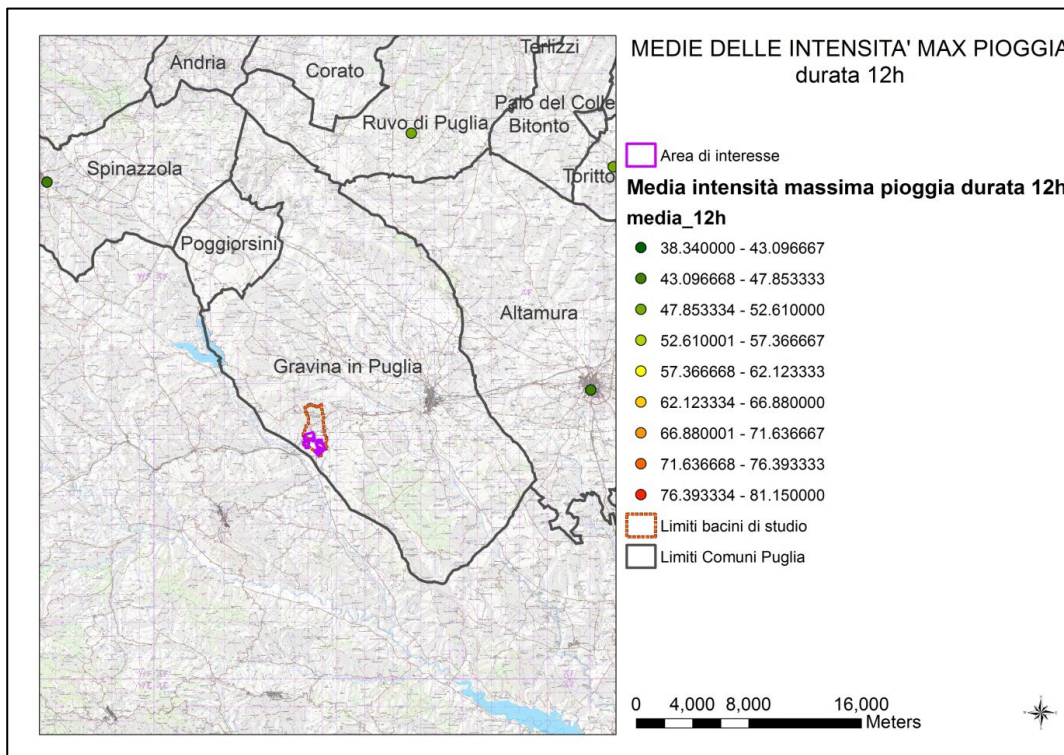 Terlizzi
Andria
Corato
Palo del Colle
Ruvo di Puglia
Bitonto
Spinazzola
Toritto
Poggiorsini
Altamura
Gravina in Puglia
MEDIE DELLE INTENSITA' MAX PIOGGIA
durata 12h
Area di interesse
Media intensità massima pioggia durata 12h
media_12h
38.340000 - 43.096667
43.096668 - 47.853333
47.853334 - 52.610000
52.610001 - 57.366667
57.366668 - 62.123333
62.123334 - 66.880000
66.880001 - 71.636667
71.636668 - 76.393333
76.393334 - 81.150000
Limiti bacini di studio
Limiti Comuni Puglia
0 4,000 8,000 16,000
Meters